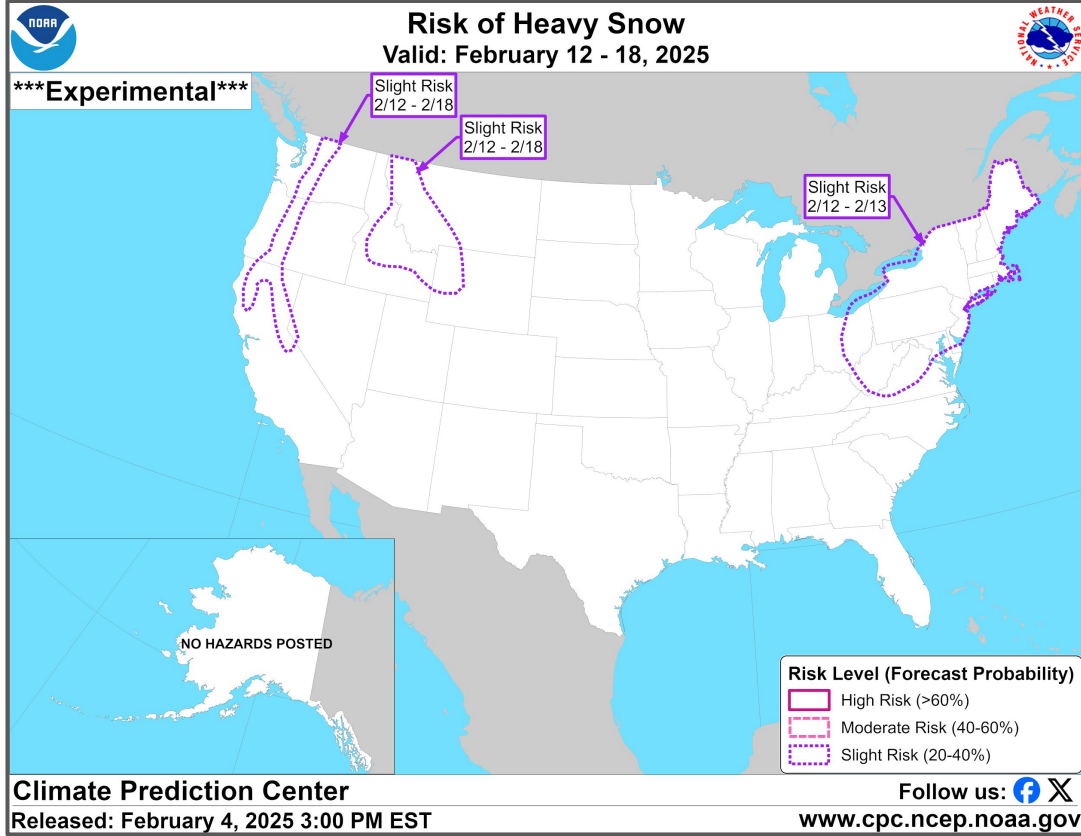 NOAA
Risk of Heavy Snow
Valid: February 12 - 18, 2025
NATIONAL WEATHER SERVICE
***Experimental***
Slight Risk
2/12 - 2/18
Slight Risk
2/12 - 2/18
Slight Risk
2/12 - 2/13
NO HAZARDS POSTED
Risk Level (Forecast Probability)
High Risk (>60%)
Moderate Risk (40-60%)
Slight Risk (20-40%)
Climate Prediction Center
Follow us:
Released: February 4, 2025 3:00 PM EST
www.cpc.ncep.noaa.gov